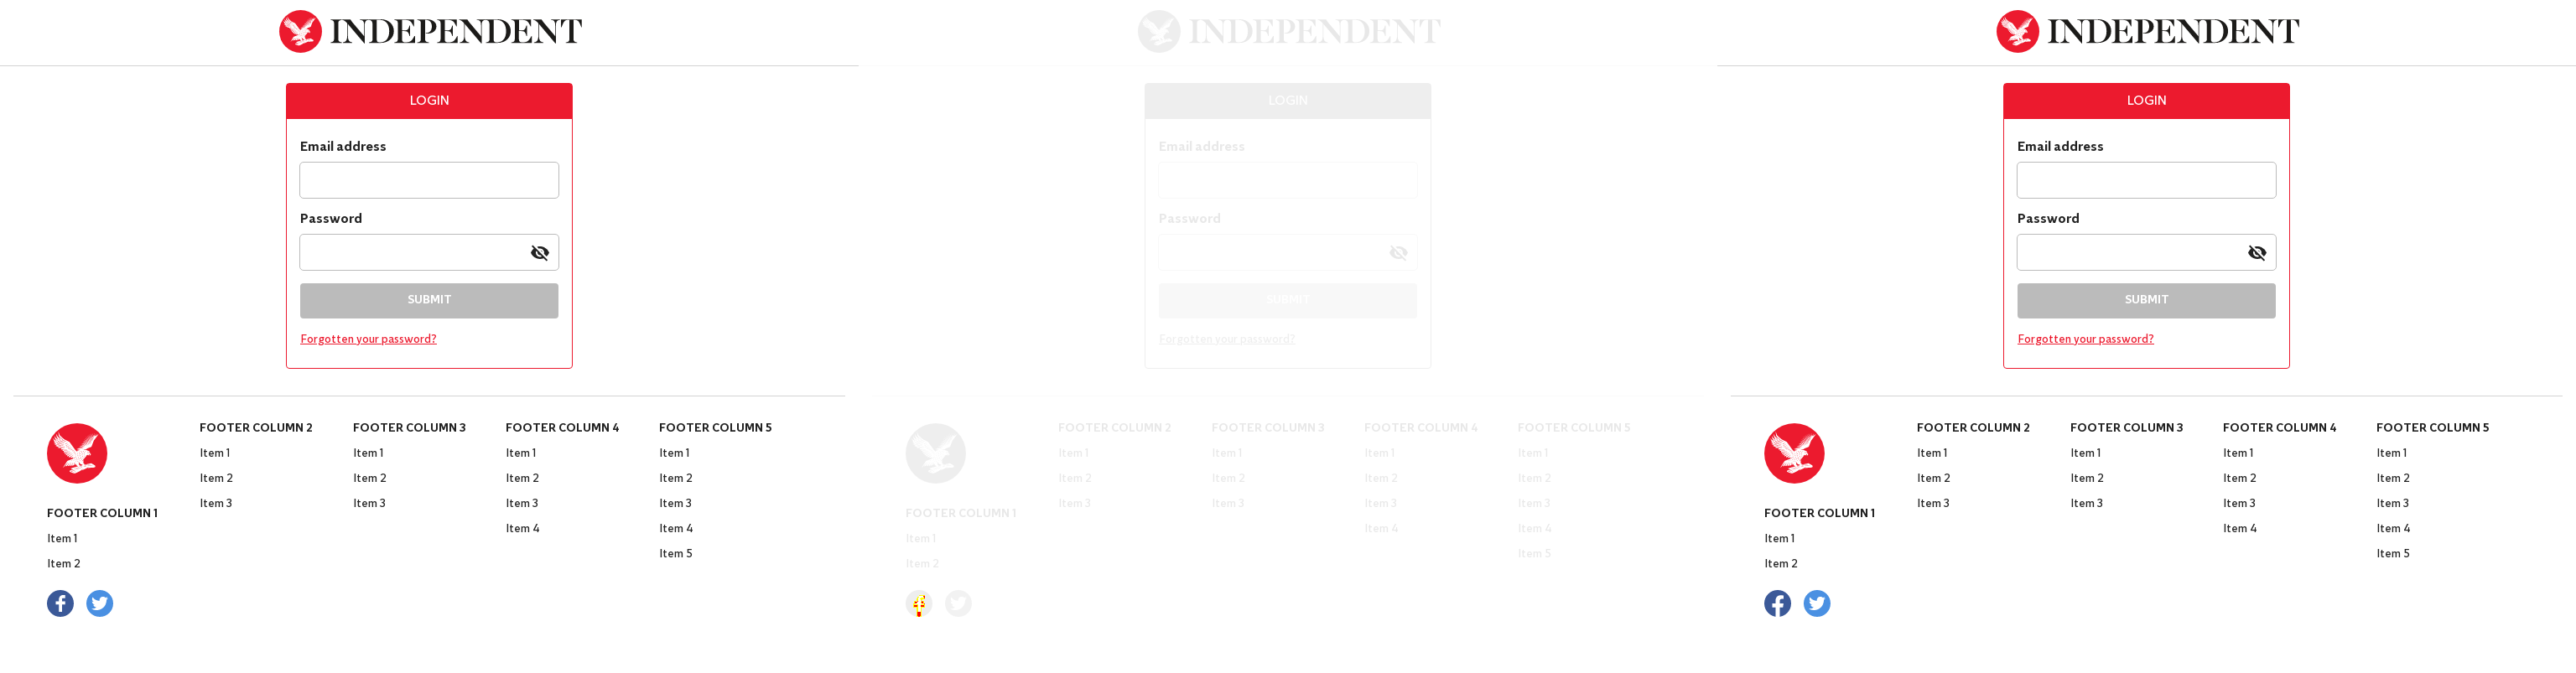 INDEPENDENT
LOGIN
Email address
Password
SUBMIT
Forgotten your password?
FOOTER COLUMN 1
Item 1
Item 2
FOOTER COLUMN 2
Item 1
Item 2
Item 3
FOOTER COLUMN 3
Item 1
Item 2
Item 3
FOOTER COLUMN 4
Item 1
Item 2
Item 3
Item 4
FOOTER COLUMN 5
Item 1
Item 2
Item 3
Item 4
Item 5
INDEPENDENT
LOGIN
Email address
Password
SUBMIT
Forgotten your password?
FOOTER COLUMN 1
Item 1
Item 2
FOOTER COLUMN 2
Item 1
Item 2
Item 3
FOOTER COLUMN 3
Item 1
Item 2
Item 3
FOOTER COLUMN 4
Item 1
Item 2
Item 3
Item 4
FOOTER COLUMN 5
Item 1
Item 2
Item 3
Item 4
Item 5
INDEPENDENT
LOGIN
Email address
Password
SUBMIT
Forgotten your password?
FOOTER COLUMN 1
Item 1
Item 2
FOOTER COLUMN 2
Item 1
Item 2
Item 3
FOOTER COLUMN 3
Item 1
Item 2
Item 3
FOOTER COLUMN 4
Item 1
Item 2
Item 3
Item 4
FOOTER COLUMN 5
Item 1
Item 2
Item 3
Item 4
Item 5